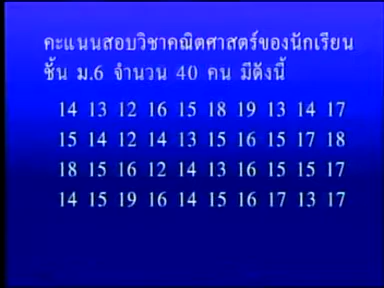 คะแนนสอบวิชาคณิตศาสตร์ของนักเรียน
ชั้น ม.6 จำนวน 40 คน มีดังนี้
14 13 12 16 15 18 19 13 14 17
15 14 12 14 13 15 16 15 17 18
18 15 16 12 14 13 16 15 15 17
14 15 19 16 14 15 16 17 13 17